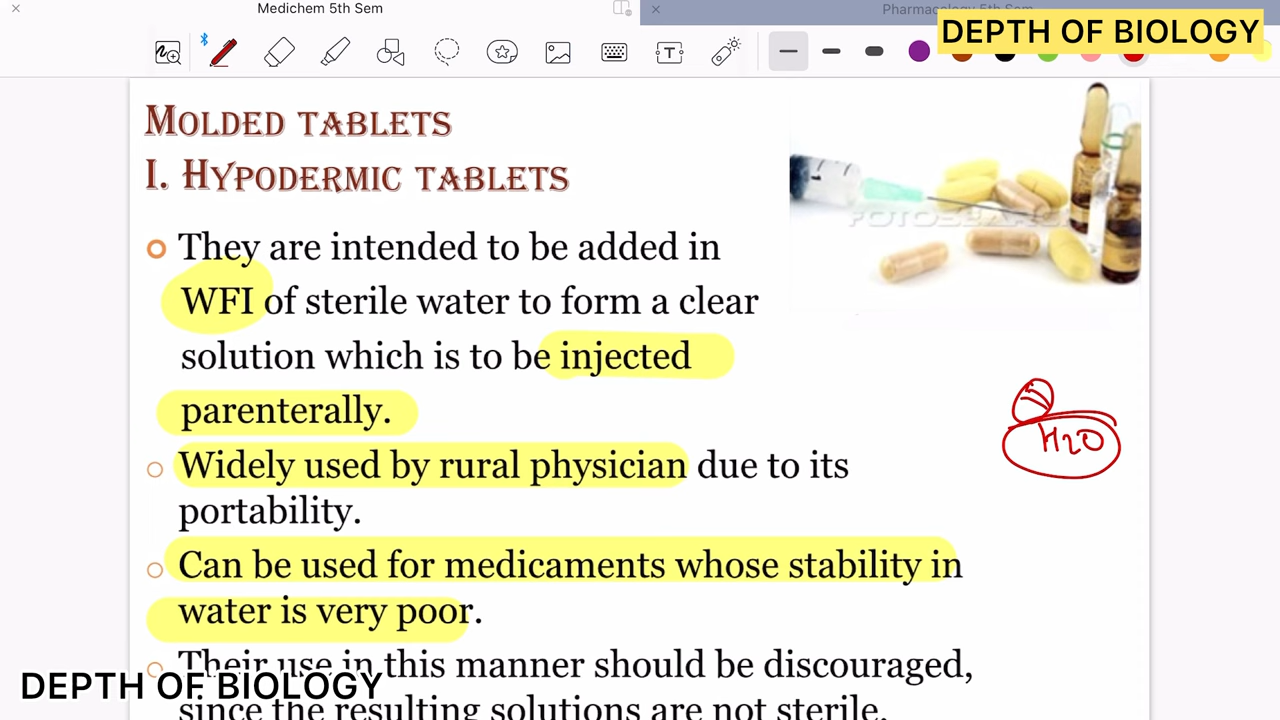 Medichem 5th Sem
Pharmacology 5th Sem
DEPTH OF BIOLOGY
MOLDED TABLETS
I. HYPODERMIC TABLETS
They are intended to be added in
WFI of sterile water to form a clear
solution which is to be injected
parenterally.
H2O
Widely used by rural physician due to its
portability.
Can be used for medicaments whose stability in
water is very poor.
Their use in this manner should be discouraged,
since the resulting solutions are not sterile.
DEPTH OF BIOLOGY